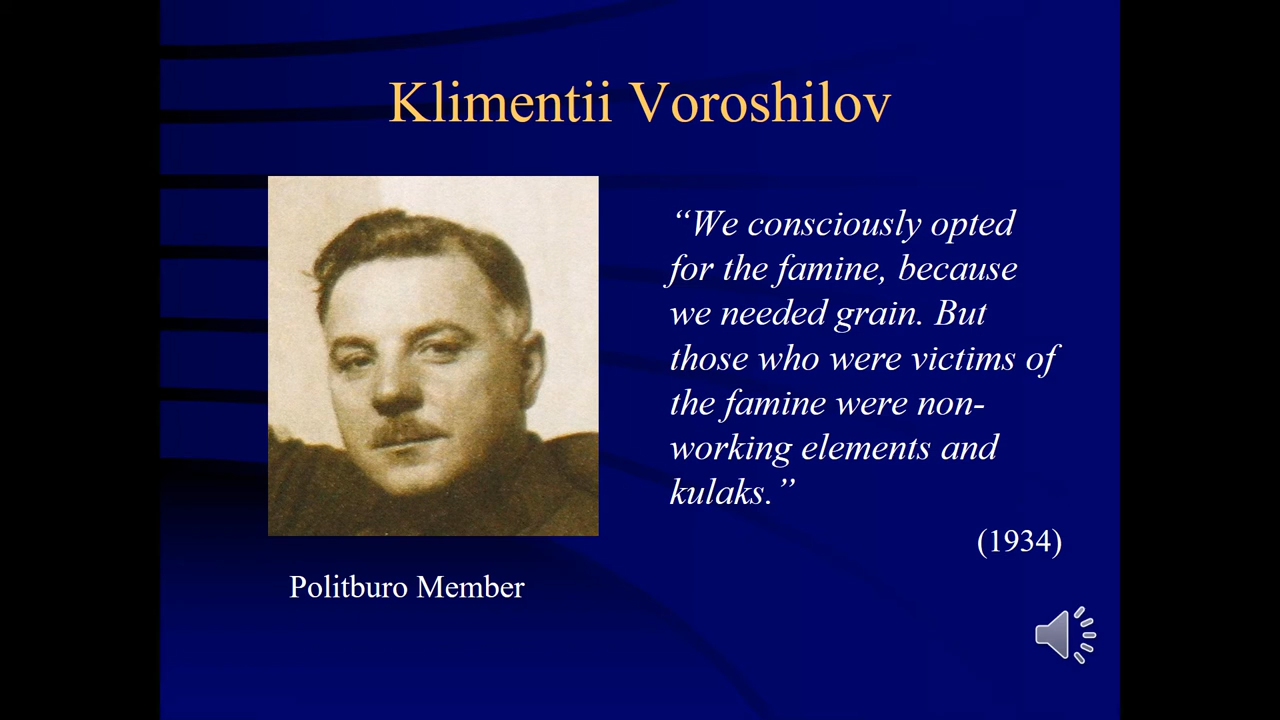 Klimentii Voroshilov
“We consciously opted
for the famine, because
we needed grain. But
those who were victims of
the famine were non-
working elements and
kulaks.”
(1934)
Politburo Member